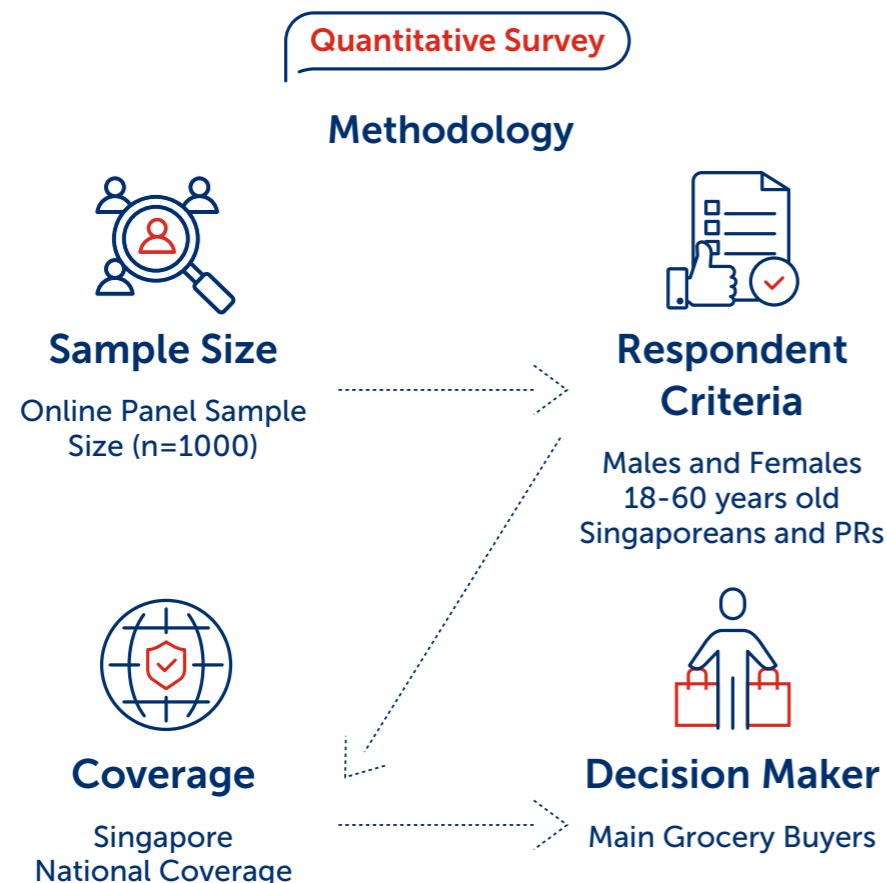 Quantitative Survey
Methodology
Sample Size
Online Panel Sample
Size (n=1000)
Respondent
Criteria
Males and Females
18-60 years old
Singaporeans and PRs
Coverage
Singapore
National Coverage
Decision Maker
Main Grocery Buyers